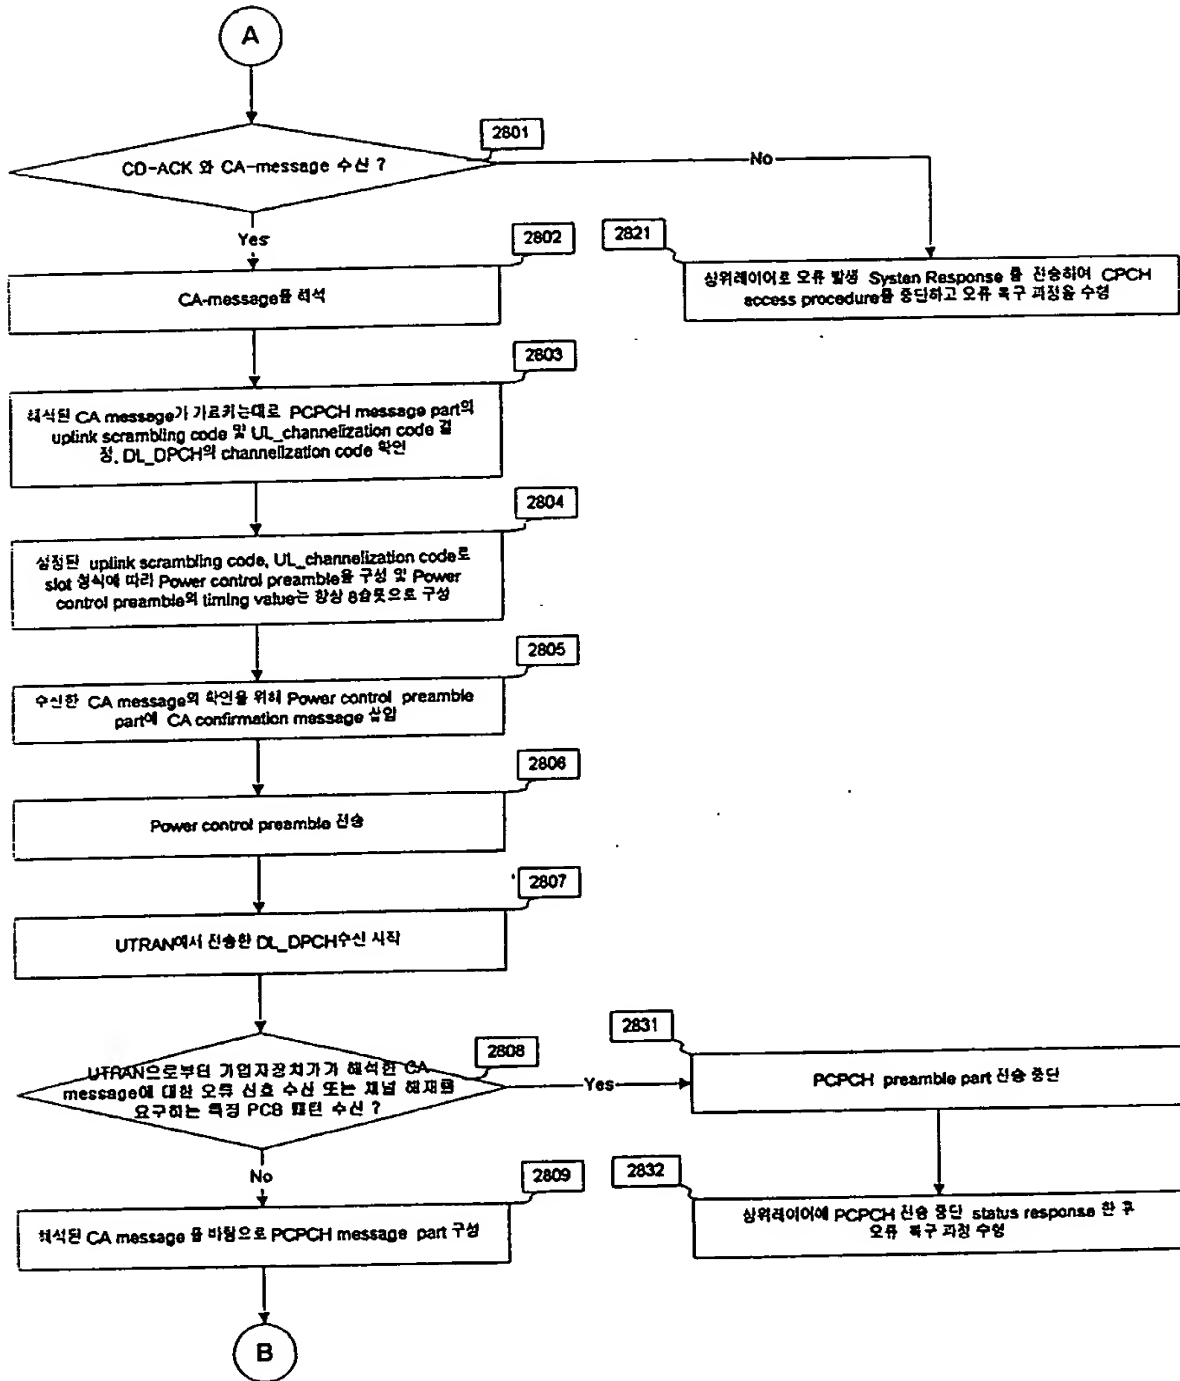 A
2801
CD-ACK 와 CA-message 수신 ?
No
Yes
2802
2821
CA-message를 해석
상위레이어로 오류 발생 Systen Response 를 전송하여 CPCH
access procedure를 중단하고 오류 복구 과정을 수행
2803
해석된 CA message가 가르키는대로 PCPCH message part의
uplink scrambling code 및 UL_channelization code 결
정, DL_DPCH의 channelization code 확인
2804
설정된 uplink scrambling code, UL_channelization code로
slot 형식에 따라 Power control preamble을 구성 및 Power
control preamble의 timing value는 항상 8슬롯으로 구성
2805
수신한 CA message의 확인을 위해 Power control preamble
part에 CA confirmation message 삽입
2806
Power control preamble 전송
2807
UTRAN에서 전송한 DL_DPCH수신 시작
2831
2808
UTRAN으로부터 가입자장치가가 해석한 CA
message에 대한 오류 신호 수신 또는 채널 해재를
요구하는 특정 PCB 패턴 수신 ?
Yes
PCPCH preamble part 전송 중단
No
2809
2832
해석된 CA message 를 바탕으로 PCPCH message part 구성
상위레이어에 PCPCH 전송 중단 status response 한 후
오류 복구 과정 수행
B